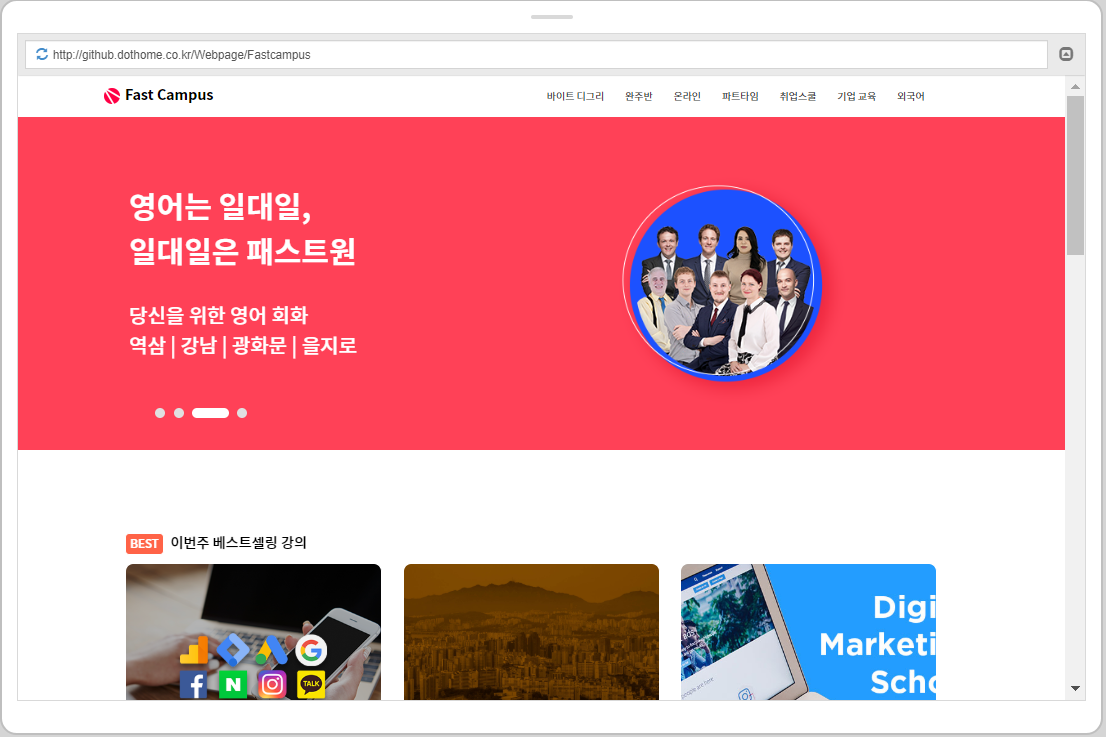 http://github.dothome.co.kr/Webpage/Fastcampus
Fast Campus
바이트 디그리 완주반 온라인 파트타임 취업스쿨 기업 교육 외국어
영어는 일대일,
일대일은 패스트원
당신을 위한 영어 회화
역삼 | 강남 | 광화문 | 을지로
BEST 이번주 베스트셀링 강의
Digi
Marketi
Scho
G
f N TALK